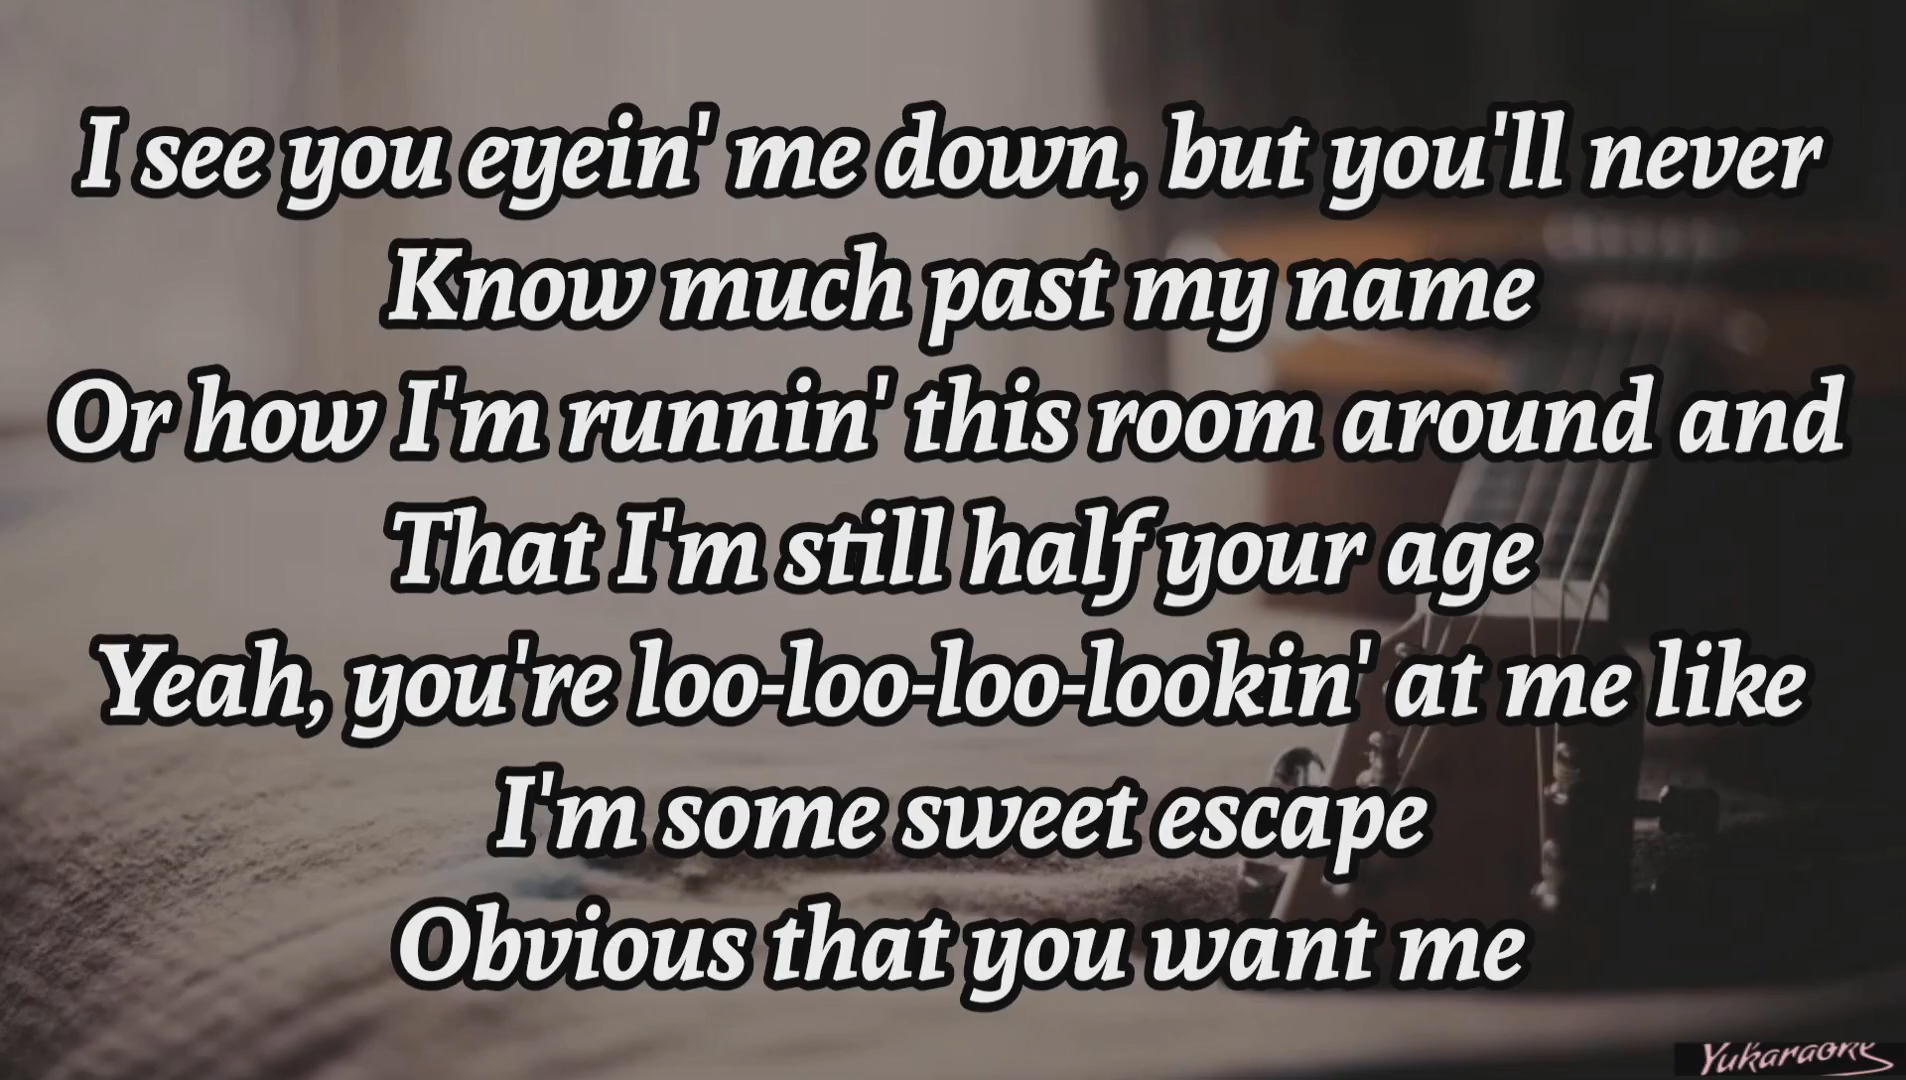 I see you eyein' me down, but you'll never
Know much past my name
Or how I'm runnin' this room around and
That I'm still half your age
Yeah, you're loo-loo-loo-lookin' at me like
I'm some sweet escape
Obvious that you want me
Yukaraoke